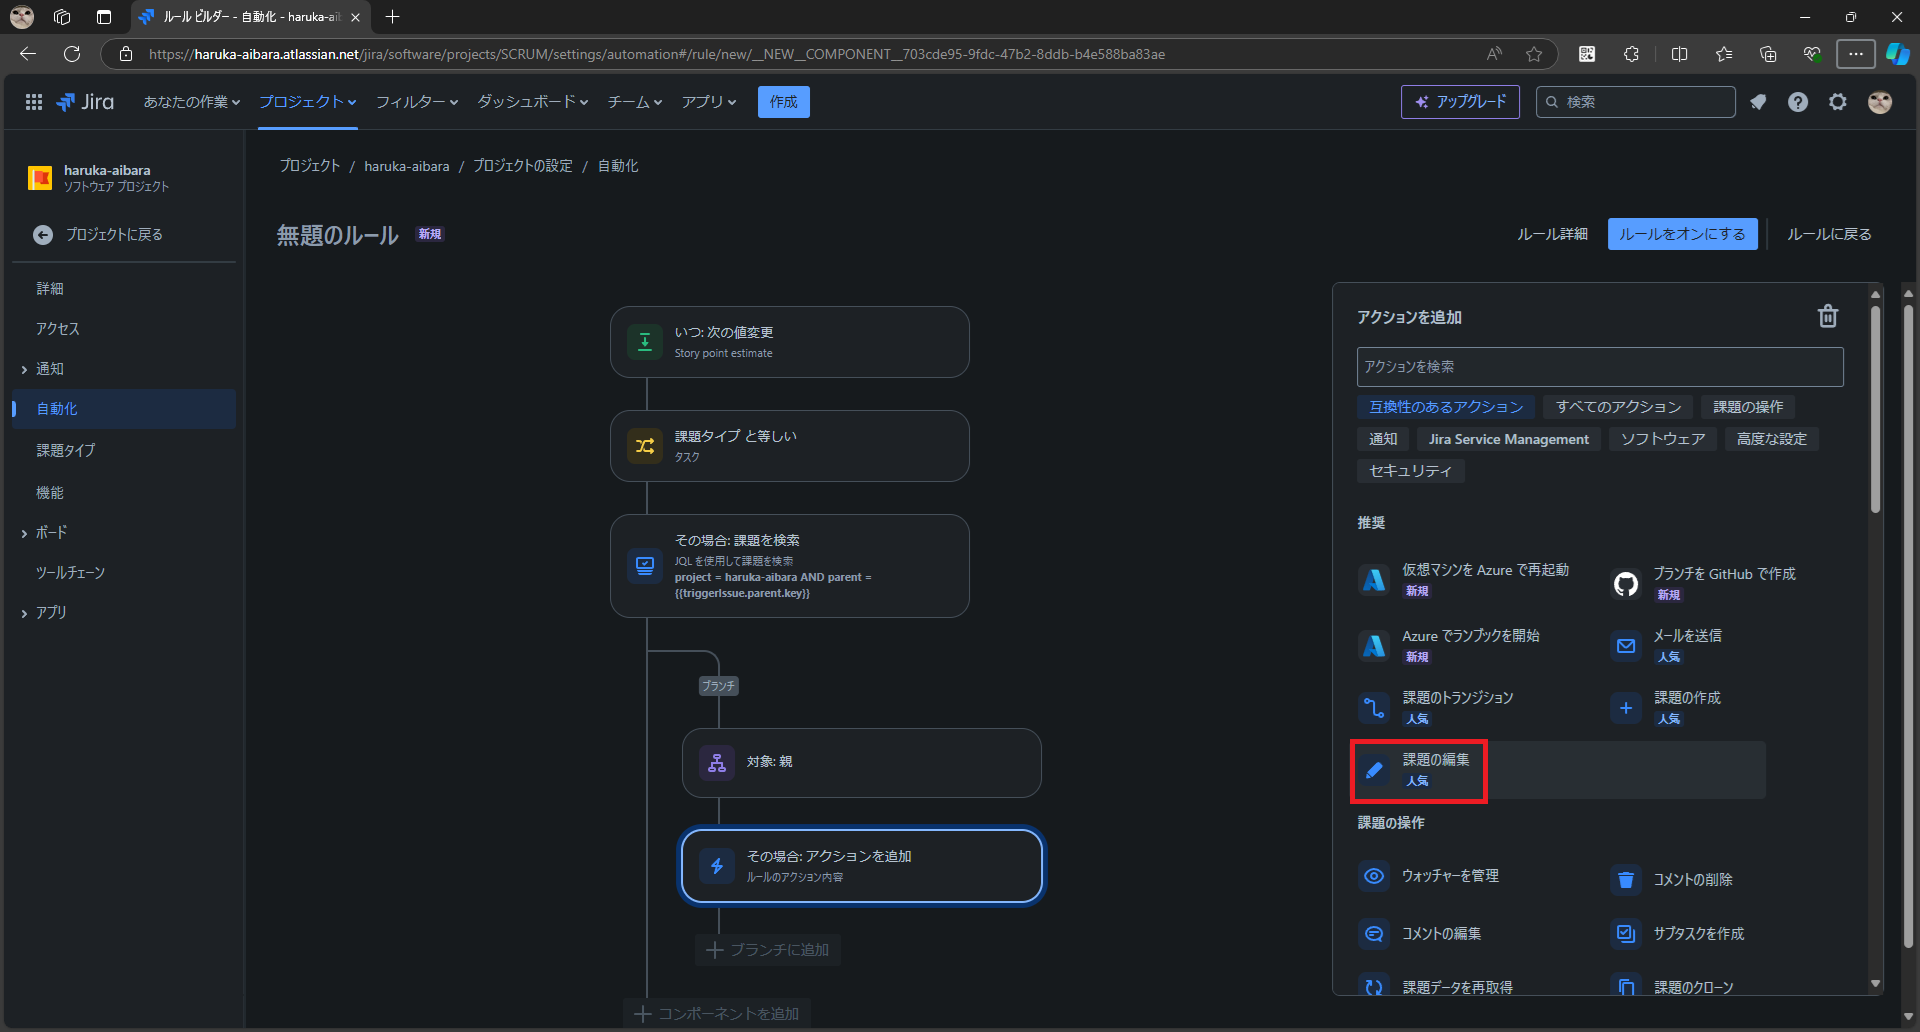 ルール ビルダー - 自動化 - haruka-aib
https://haruka-aibara.atlassian.net/jira/software/projects/SCRUM/settings/automation#/rule/new/__NEW__COMPONENT__703cde95-9fdc-47b2-8ddb-b4e588ba83ae
Jira
あなたの作業
プロジェクト
フィルター
ダッシュボード
チーム
アプリ
作成
アップグレード
検索
haruka-aibara
ソフトウェア プロジェクト
プロジェクトに戻る
詳細
アクセス
通知
自動化
課題タイプ
機能
ボード
ツールチェーン
アプリ
プロジェクト / haruka-aibara / プロジェクトの設定 / 自動化
無題のルール 新規
ルール詳細
ルールをオンにする
ルールに戻る
いつ: 次の値変更
Story point estimate
課題タイプ と等しい
タスク
その場合: 課題を検索
JQL を使用して課題を検索
project = haruka-aibara AND parent =
{{triggerIssue.parent.key}}
ブランチ
対象: 親
その場合: アクションを追加
ルールのアクション内容
ブランチに追加
コンポーネントを追加
アクションを追加
アクションを検索
互換性のあるアクション すべてのアクション 課題の操作
通知 Jira Service Management ソフトウェア 高度な設定
セキュリティ
推奨
仮想マシンを Azure で再起動
新規
ブランチを GitHub で作成
新規
Azure でランブックを開始
新規
メールを送信
人気
課題のトランジション
人気
課題の作成
人気
課題の編集
人気
課題の操作
ウォッチャーを管理
コメントの削除
コメントの編集
サブタスクを作成
課題データを再取得
課題のクローン